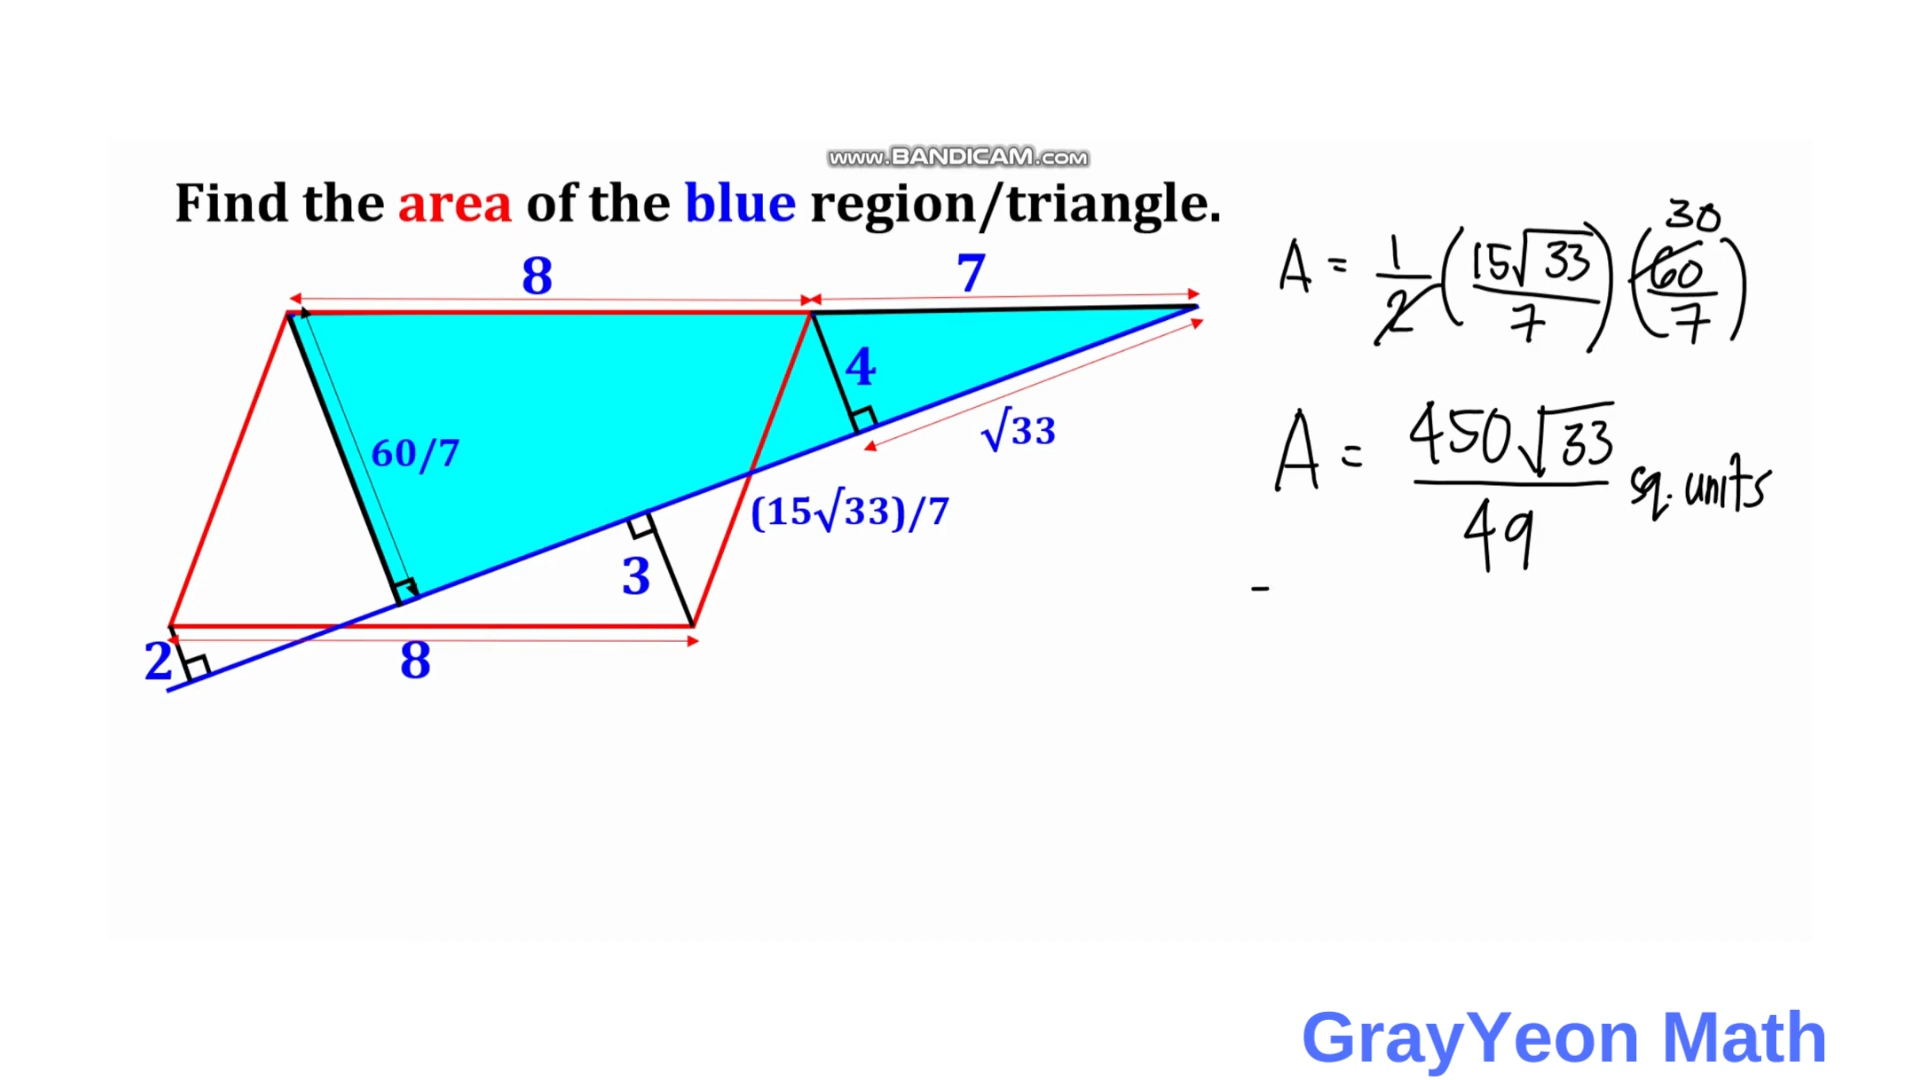 www.BANDICAM.com
Find the area of the blue region/triangle.
8
7
4
√33
60/7
(15√33)/7
3
2
8
30
A = 1/2 (15√33/7) (60/7)
A = 450√33/49 sq. units
-
GrayYeon Math